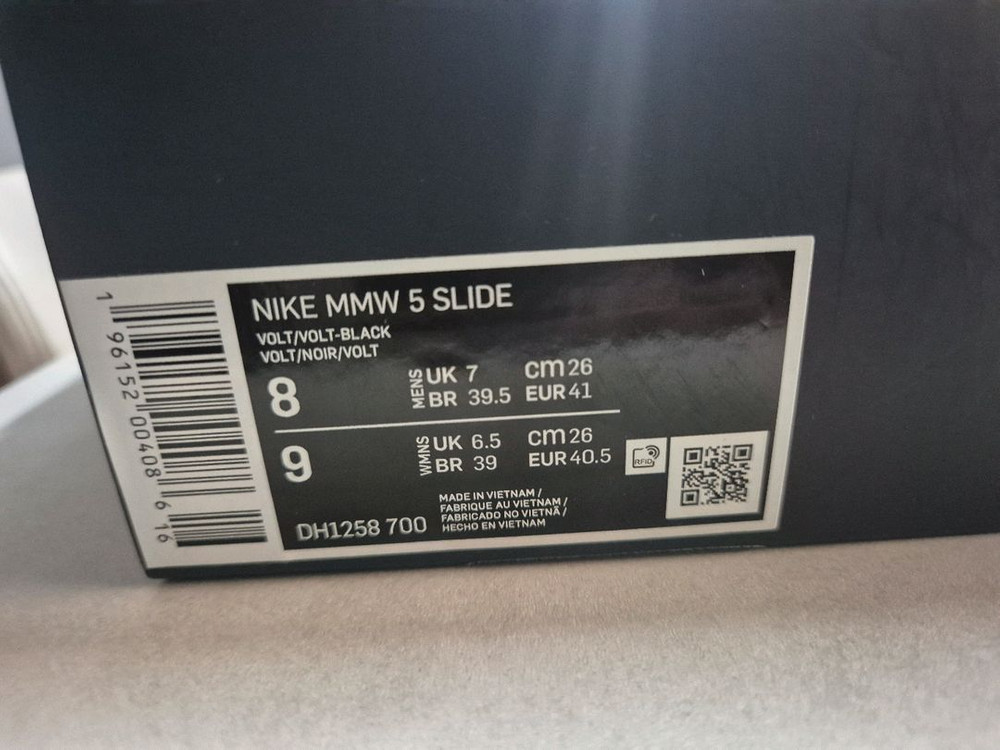 1 96152 00408 6 16
NIKE MMW 5 SLIDE
VOLT/VOLT-BLACK
VOLT/NOIR/VOLT
8 MENS UK 7 cm 26
BR 39.5 EUR 41
9 WMNS UK 6.5 cm 26
BR 39 EUR 40.5
RFID
DH1258 700
MADE IN VIETNAM /
FABRIQUE AU VIETNAM /
FABRICADO NO VIETNÃ /
HECHO EN VIETNAM